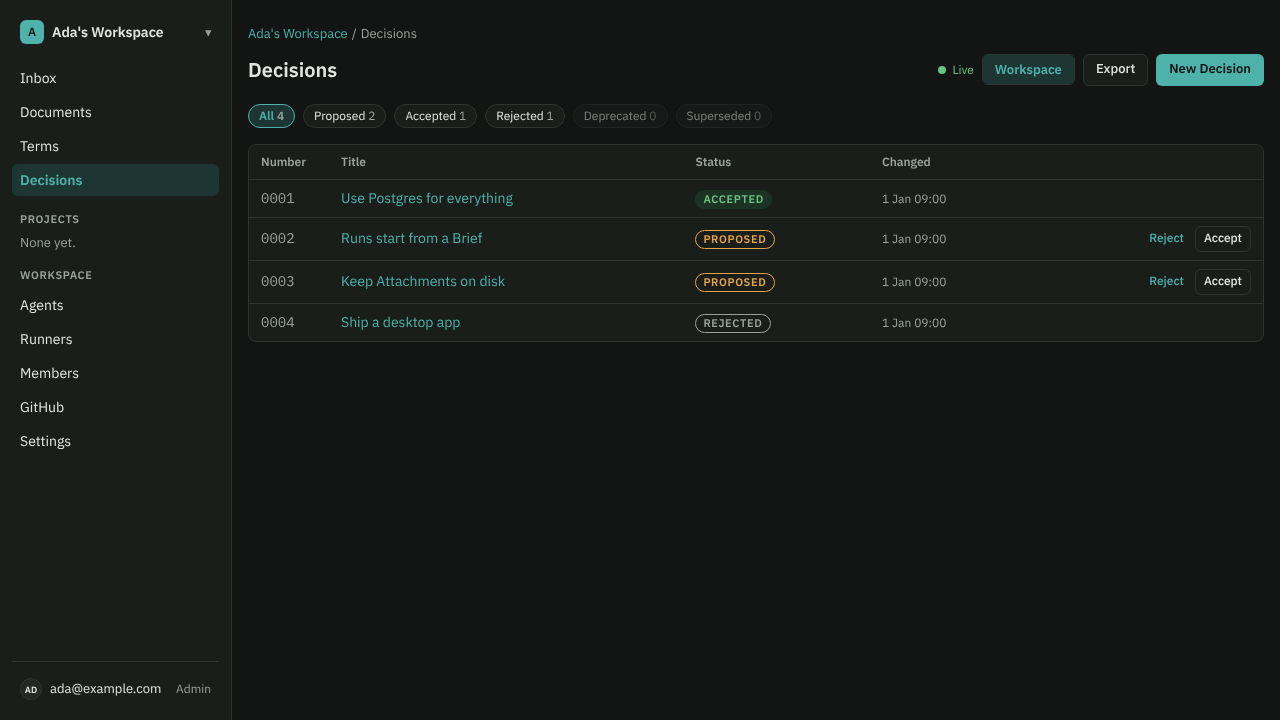 A Ada's Workspace ▾
Inbox
Documents
Terms
Decisions
PROJECTS
None yet.
WORKSPACE
Agents
Runners
Members
GitHub
Settings
AD ada@example.com Admin
Ada's Workspace / Decisions
Decisions
Live Workspace Export New Decision
All 4 Proposed 2 Accepted 1 Rejected 1 Deprecated 0 Superseded 0
Number Title Status Changed
0001 Use Postgres for everything ACCEPTED 1 Jan 09:00
0002 Runs start from a Brief PROPOSED 1 Jan 09:00 Reject Accept
0003 Keep Attachments on disk PROPOSED 1 Jan 09:00 Reject Accept
0004 Ship a desktop app REJECTED 1 Jan 09:00